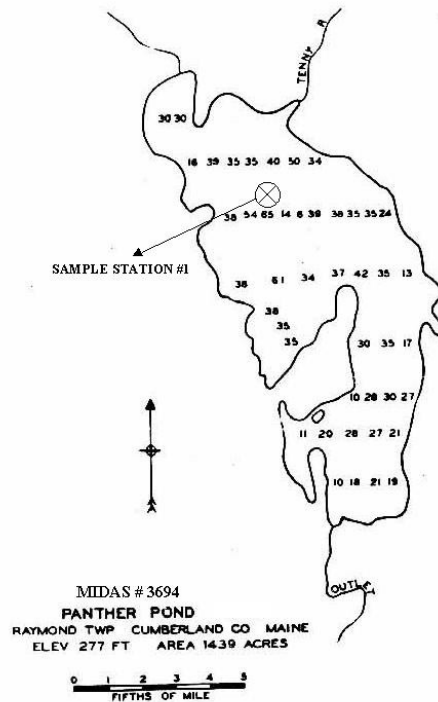 TENNY R
30 30
16 39 35 35 40 50 34
38 54 65 14 6 39 38 35 35 24
SAMPLE STATION #1
38 61 34 37 42 35 13
38
35
35
30 35 17
10 28 30 27
11 20 28 27 21
10 18 21 19
OUTLET
MIDAS # 3694
PANTHER POND
RAYMOND TWP CUMBERLAND CO MAINE
ELEV 277 FT AREA 1439 ACRES
0 1 2 3 4 5
FIFTHS OF MILE